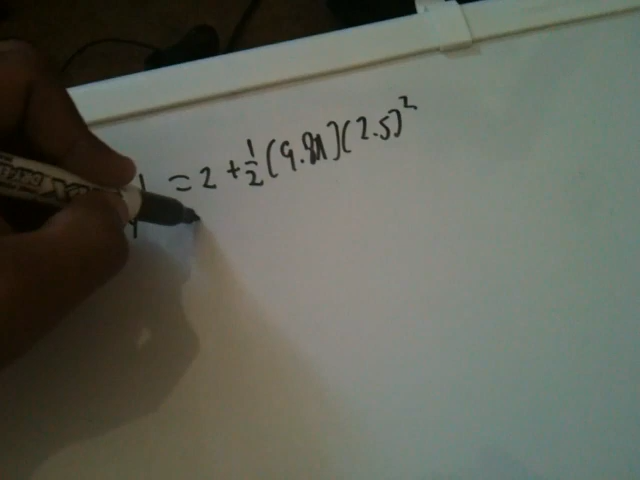 y = 2 + 1/2 (9.81)(2.5)²